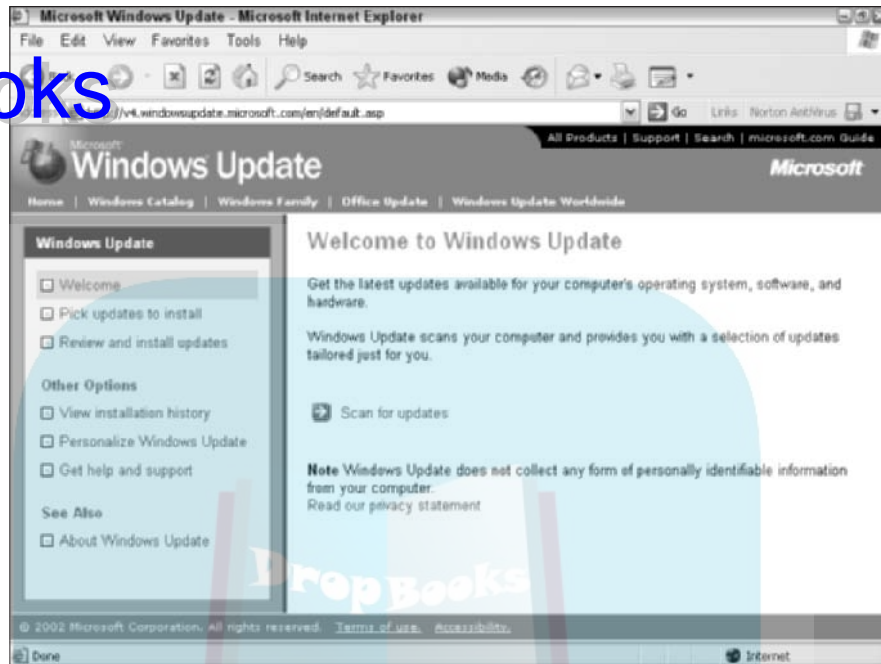 Microsoft Windows Update - Microsoft Internet Explorer
File Edit View Favorites Tools Help
oks
Search Favorites Media
//v4.windowsupdate.microsoft.com/en/default.asp Go Links Norton AntiVirus
All Products | Support | Search | microsoft.com Guide
Microsoft
Windows Update
Microsoft
Home | Windows Catalog | Windows Family | Office Update | Windows Update Worldwide
Windows Update
Welcome
Pick updates to install
Review and install updates
Other Options
View installation history
Personalize Windows Update
Get help and support
See Also
About Windows Update
Welcome to Windows Update
Get the latest updates available for your computer's operating system, software, and
hardware.
Windows Update scans your computer and provides you with a selection of updates
tailored just for you.
Scan for updates
Note Windows Update does not collect any form of personally identifiable information
from your computer.
Read our privacy statement
DropBooks
© 2002 Microsoft Corporation. All rights reserved. Terms of use. Accessibility.
Done
Internet